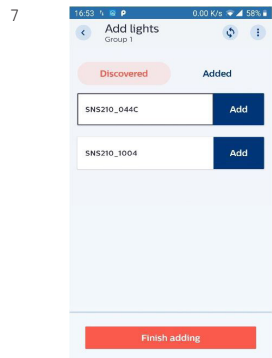 7
16:53 0.00 K/s 58%
Add lights
Group 1
Discovered Added
SNS210_044C Add
SNS210_1004 Add
Finish adding